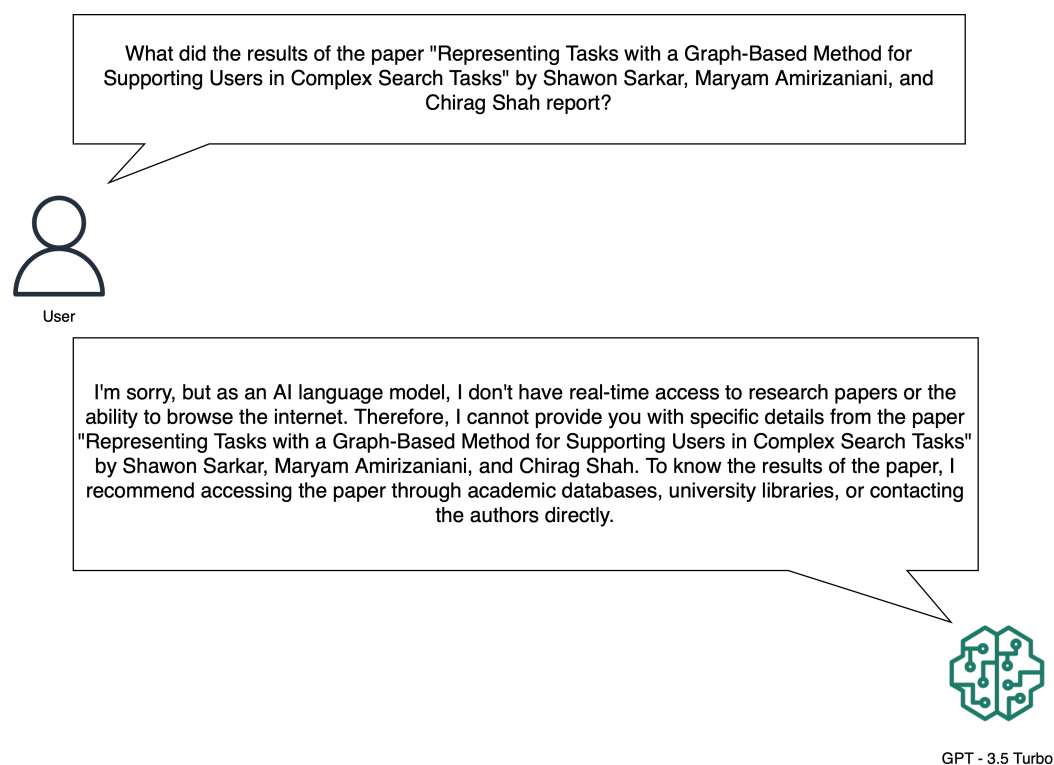 What did the results of the paper "Representing Tasks with a Graph-Based Method for
Supporting Users in Complex Search Tasks" by Shawon Sarkar, Maryam Amirizaniani, and
Chirag Shah report?
User
I'm sorry, but as an AI language model, I don't have real-time access to research papers or the
ability to browse the internet. Therefore, I cannot provide you with specific details from the paper
"Representing Tasks with a Graph-Based Method for Supporting Users in Complex Search Tasks"
by Shawon Sarkar, Maryam Amirizaniani, and Chirag Shah. To know the results of the paper, I
recommend accessing the paper through academic databases, university libraries, or contacting
the authors directly.
GPT - 3.5 Turbo